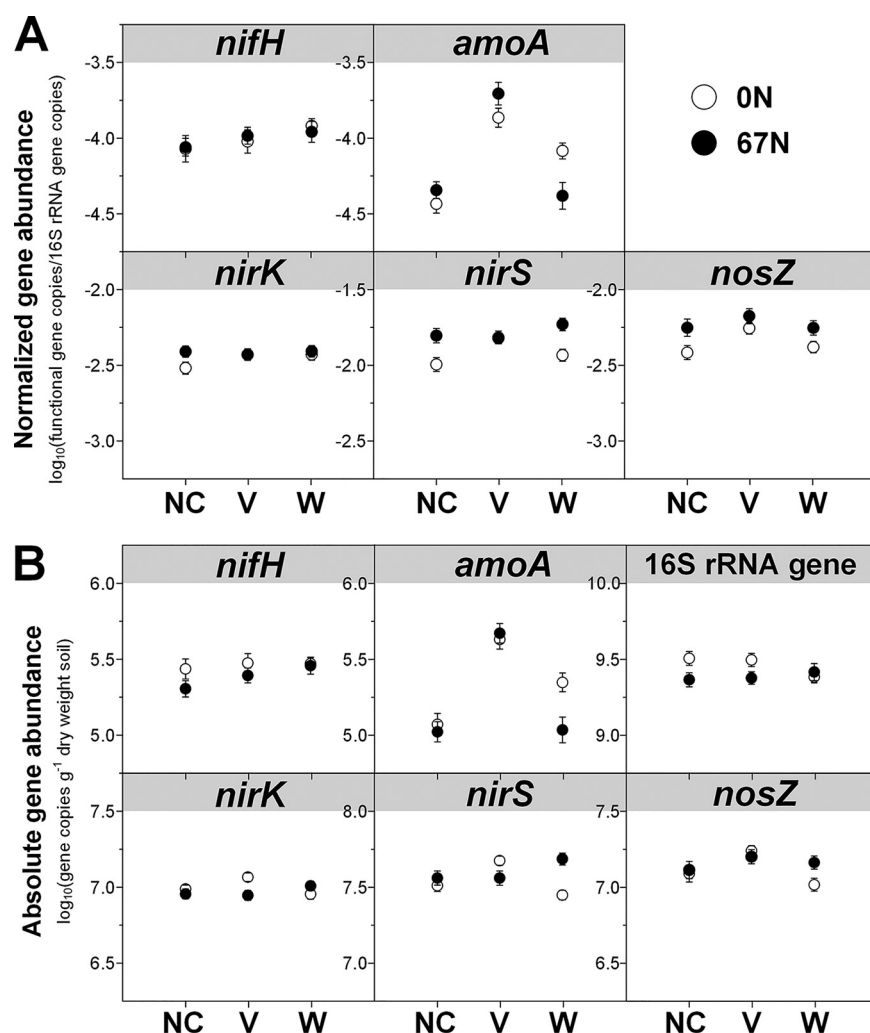 A
Normalized gene abundance
log₁₀(functional gene copies/16S rRNA gene copies)
nifH
amoA
0N
67N
-3.5
-4.0
-4.5
-3.5
-4.0
-4.5
nirK
nirS
nosZ
-2.0
-2.5
-3.0
-1.5
-2.0
-2.5
-2.0
-2.5
-3.0
NC V W
NC V W
NC V W
B
Absolute gene abundance
log₁₀(gene copies g⁻¹ dry weight soil)
nifH
amoA
16S rRNA gene
6.0
5.5
5.0
6.0
5.5
5.0
10.0
9.5
9.0
nirK
nirS
nosZ
7.5
7.0
6.5
8.0
7.5
7.0
7.5
7.0
6.5
NC V W
NC V W
NC V W